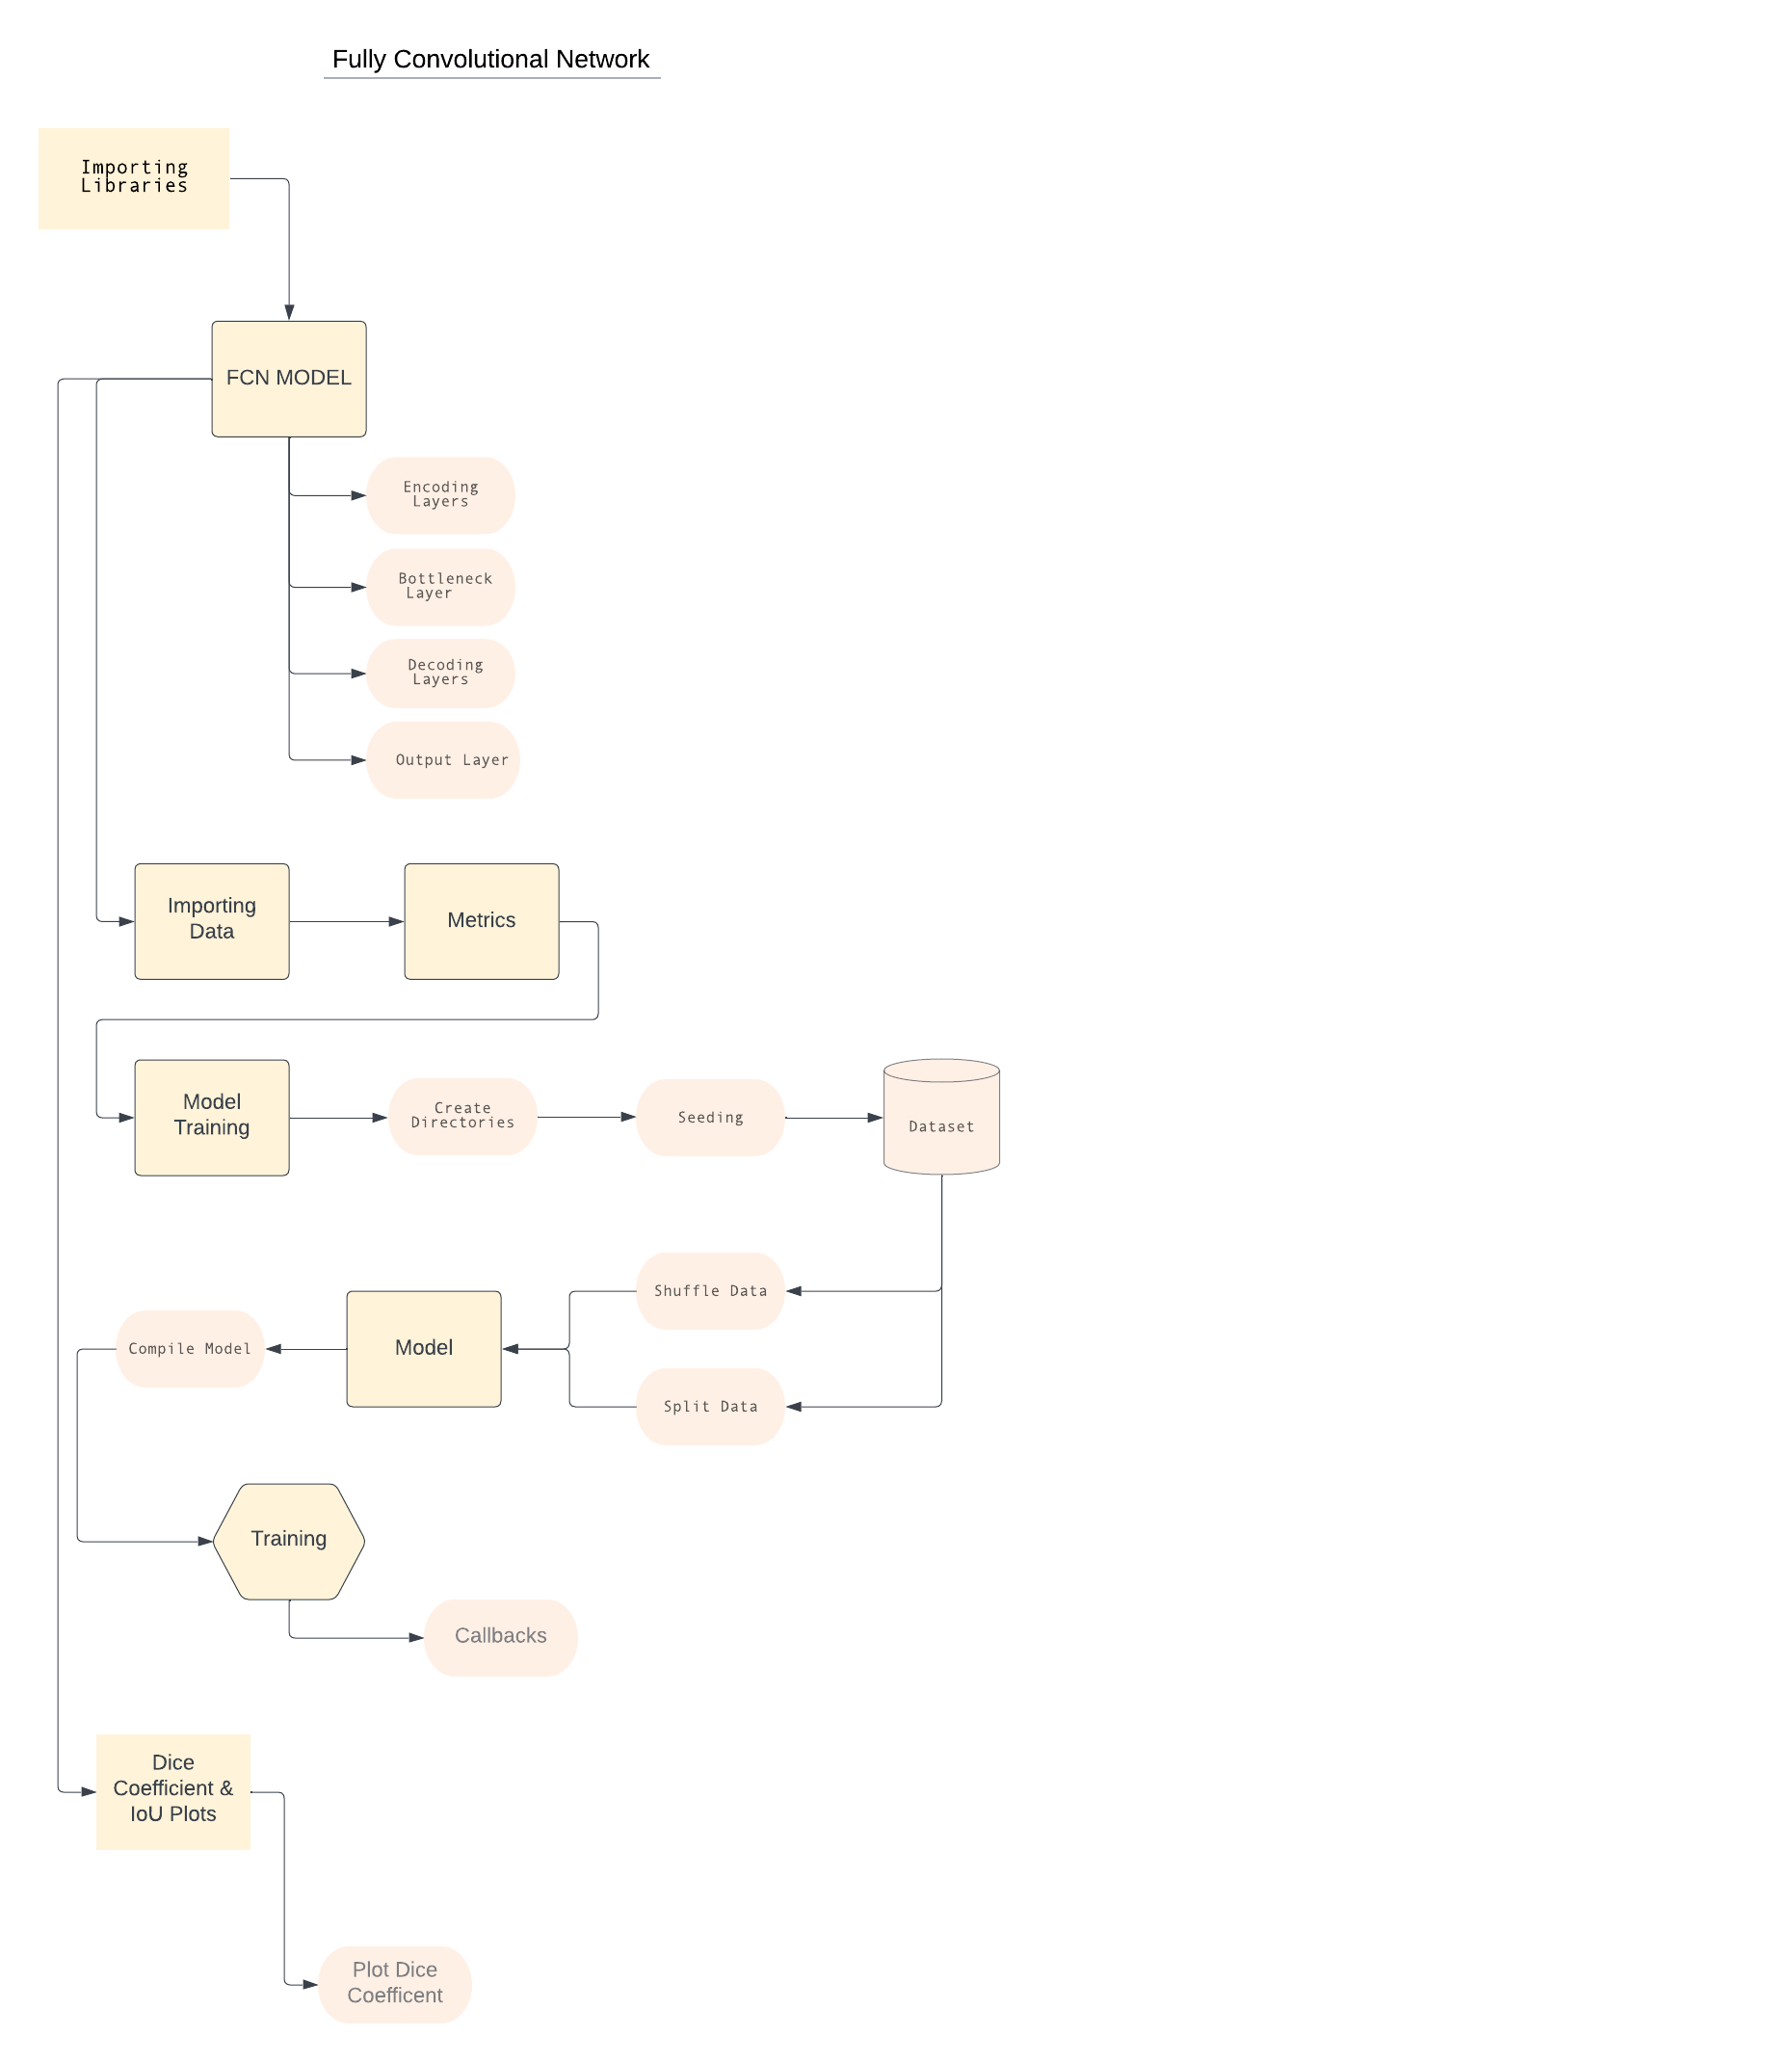 Fully Convolutional Network
Importing
Libraries
FCN MODEL
Encoding
Layers
Bottleneck
Layer
Decoding
Layers
Output Layer
Importing
Data
Metrics
Model
Training
Create
Directories
Seeding
Dataset
Shuffle Data
Compile Model
Model
Split Data
Training
Callbacks
Dice
Coefficient &
IoU Plots
Plot Dice
Coefficent